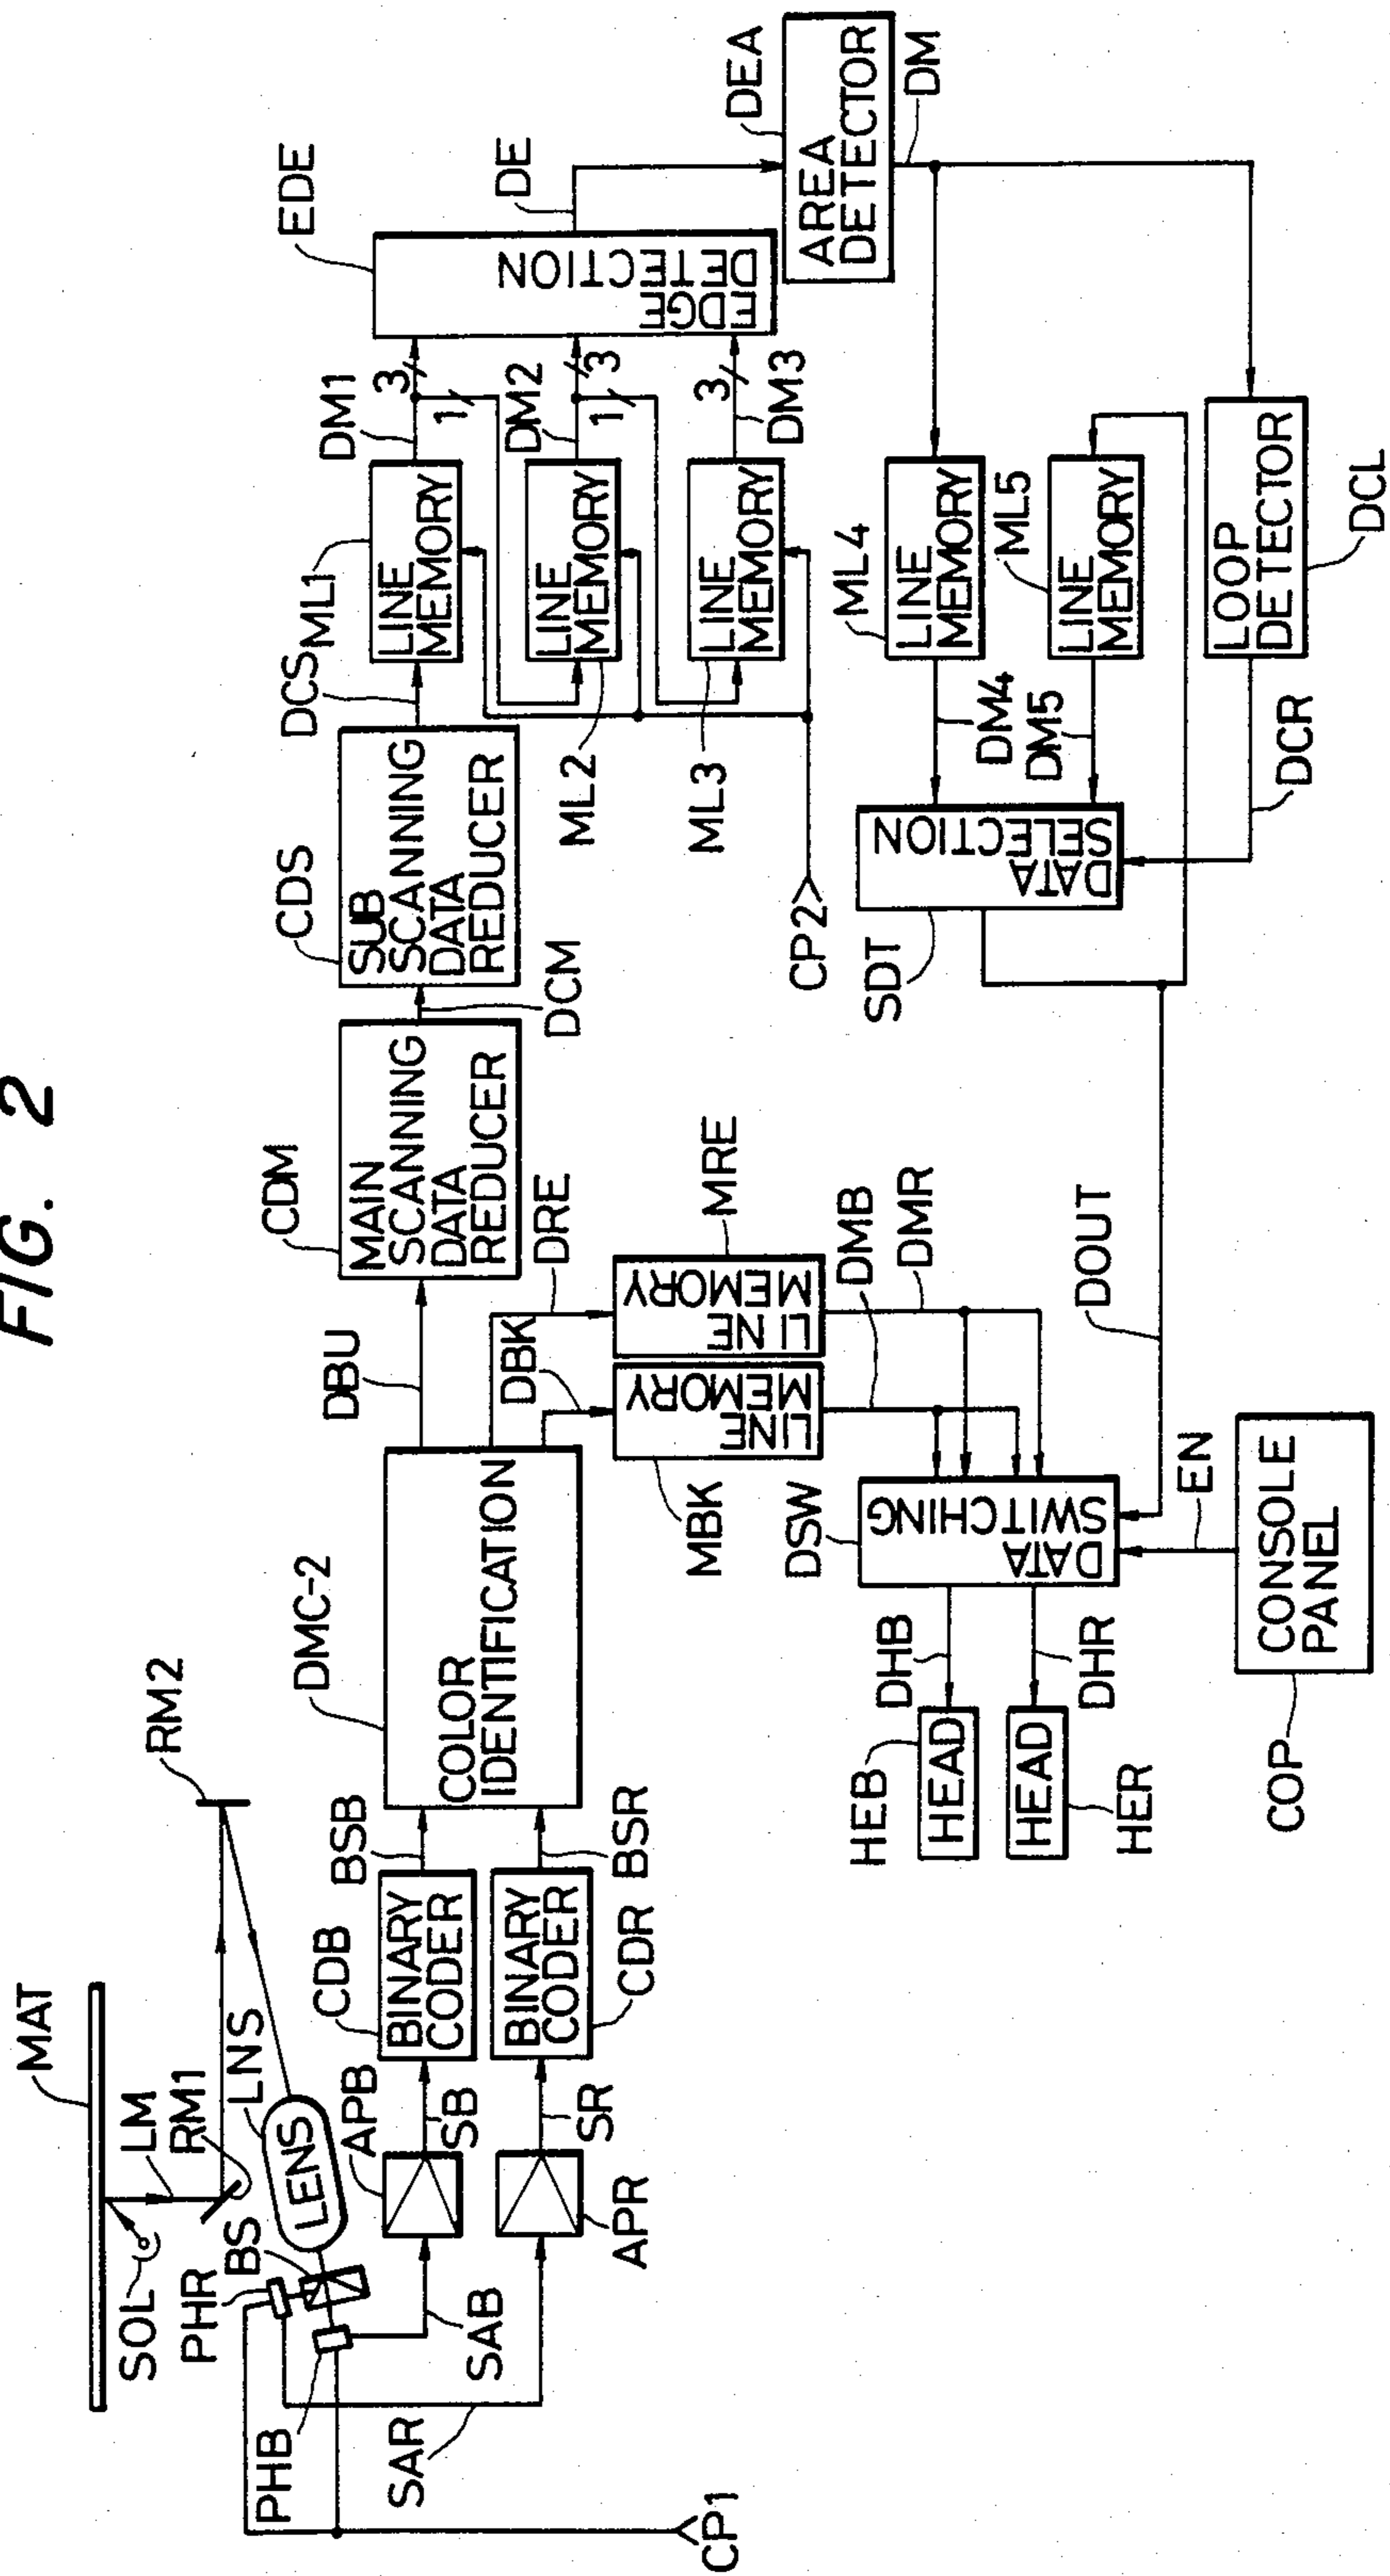 FIG. 2
MAT
SOL
LM
RM1
RM2
LNS
LENS
BS
PHR
PHB
SAR
SAB
CP1
APB
SB
APR
SR
CDB
BINARY
CODER
BSB
BINARY
CODER
CDR
BSR
DMC-2
COLOR
IDENTIFICATION
DBU
DBK
DRE
CDM
MAIN
SCANNING
DATA
REDUCER
DCM
CDS
SUB
SCANNING
DATA
REDUCER
DCS
ML1
LINE
MEMORY
DM1
3
1
ML2
LINE
MEMORY
DM2
3
1
ML3
LINE
MEMORY
DM3
3
CP2
EDE
EDGE
DETECTION
DE
DEA
AREA
DETECTOR
DM
ML4
LINE
MEMORY
DM4
ML5
LINE
MEMORY
DM5
LOOP
DETECTOR
DCL
DCR
SDT
DATA
SELECTION
DOUT
MBK
LINE
MEMORY
MRE
LINE
MEMORY
DMB
DMR
DSW
DATA
SWITCHING
DHB
DHR
HEB
HEAD
HEAD
HER
EN
CONSOLE
PANEL
COP